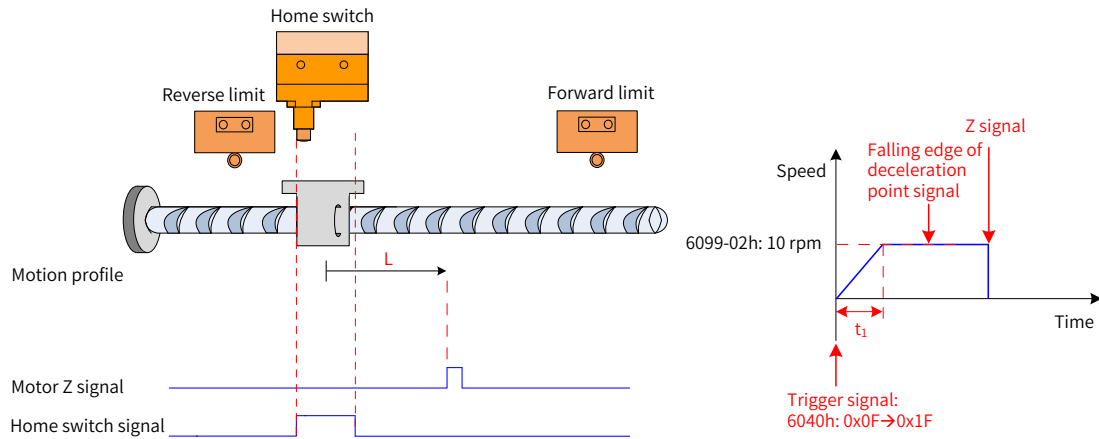 Home switch
Reverse limit
Forward limit
Motion profile
L
Motor Z signal
Home switch signal
Z signal
Falling edge of
deceleration
point signal
Speed
6099-02h: 10 rpm
Time
t₁
Trigger signal:
6040h: 0x0F→0x1F